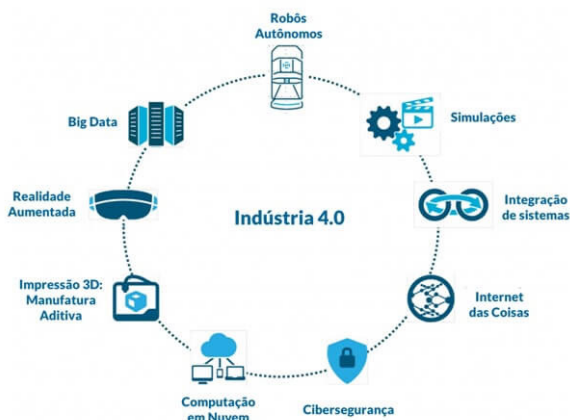 Robôs
Autônomos
Simulações
Integração
de sistemas
Internet
das Coisas
Cibersegurança
Computação
em Nuvem
Impressão 3D:
Manufatura
Aditiva
Realidade
Aumentada
Big Data
Indústria 4.0